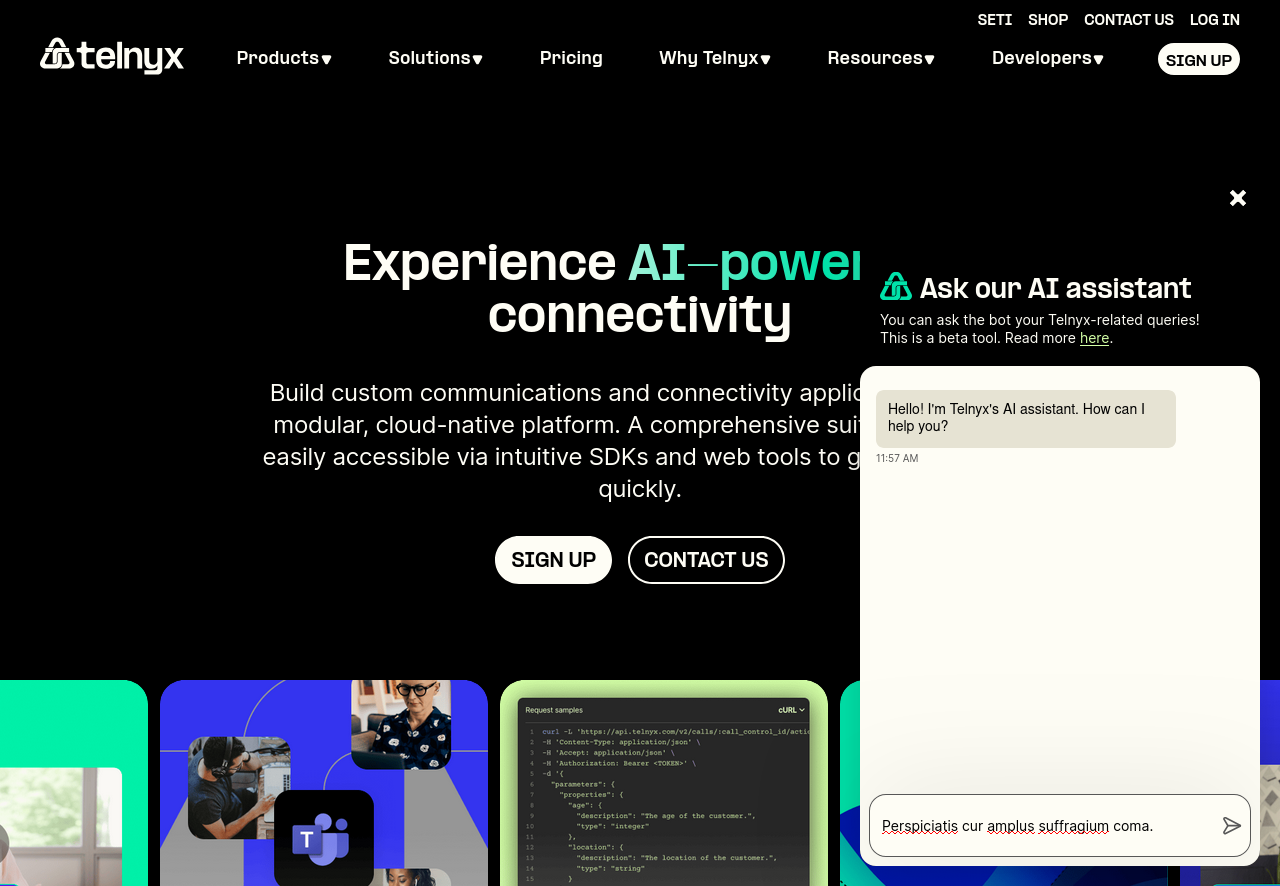 SETI SHOP CONTACT US LOG IN
telnyx Products Solutions Pricing Why Telnyx Resources Developers SIGN UP
Experience AI—power
connectivity
Build custom communications and connectivity applic
modular, cloud-native platform. A comprehensive suit
easily accessible via intuitive SDKs and web tools to g
quickly.
SIGN UP CONTACT US
Ask our AI assistant
You can ask the bot your Telnyx-related queries!
This is a beta tool. Read more here.
Hello! I'm Telnyx's AI assistant. How can I
help you?
11:57 AM
Perspiciatis cur amplus suffragium coma.
T
Request samples cURL
1 curl -L 'https://api.telnyx.com/v2/calls/:call_control_id/actio
2 -H 'Content-Type: application/json' \
3 -H 'Accept: application/json' \
4 -H 'Authorization: Bearer <TOKEN>' \
5 -d '{
6 "parameters": {
7 "properties": {
8 "age": {
9 "description": "The age of the customer.",
10 "type": "integer"
11 },
12 "location": {
13 "description": "The location of the customer.",
14 "type": "string"
15 }